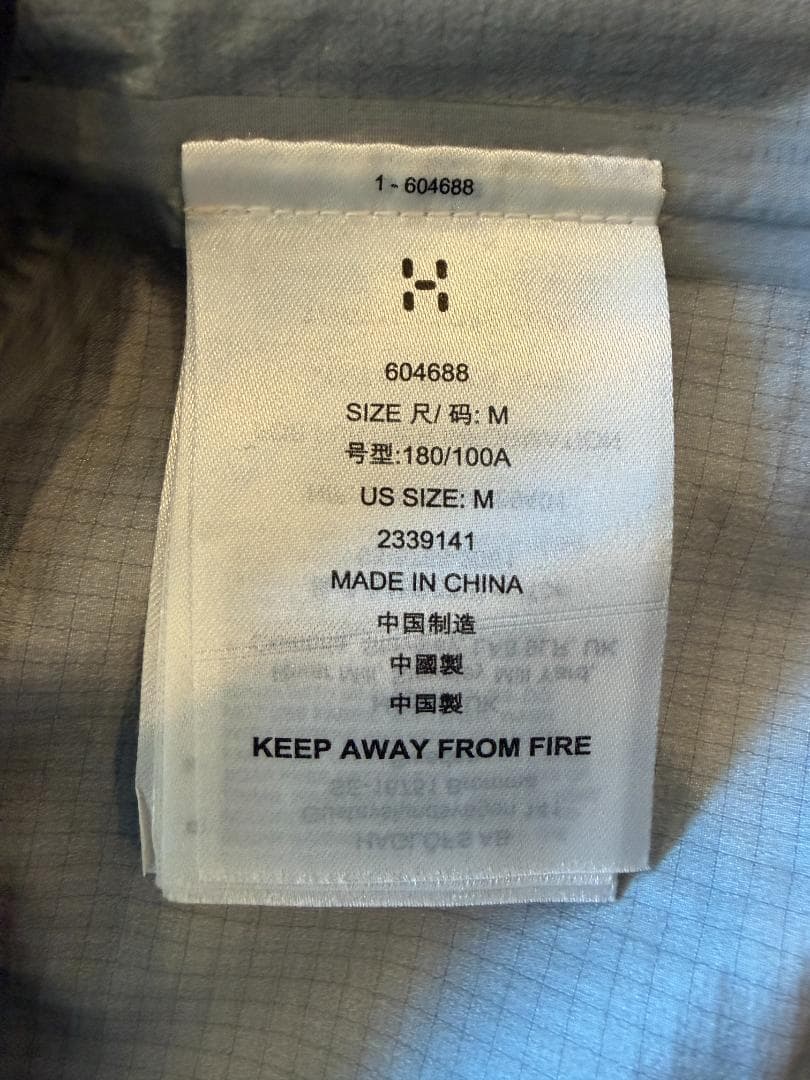 1 - 604688
604688
SIZE 尺/ 码: M
号型:180/100A
US SIZE: M
2339141
MADE IN CHINA
中国制造
中國製
中国製
KEEP AWAY FROM FIRE